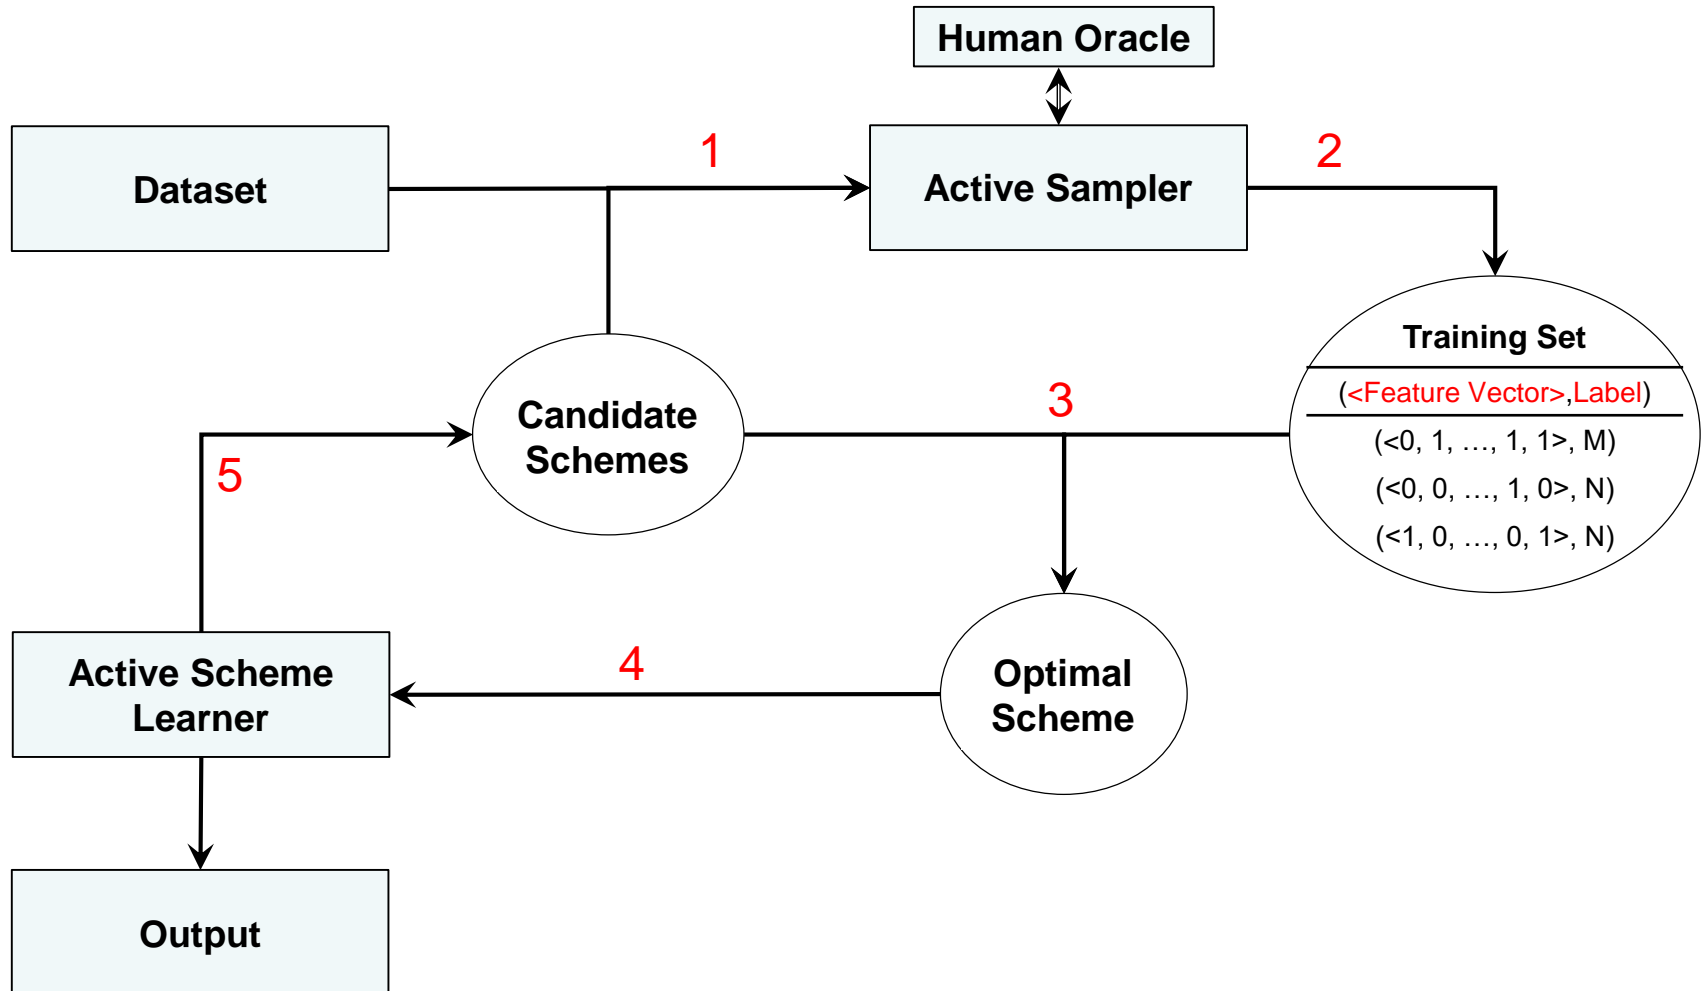 Human Oracle
1
2
Dataset
Active Sampler
Training Set
(<Feature Vector>,Label)
(<0, 1, …, 1, 1>, M)
(<0, 0, …, 1, 0>, N)
(<1, 0, …, 0, 1>, N)
3
Candidate
Schemes
5
4
Active Scheme
Learner
Optimal
Scheme
Output